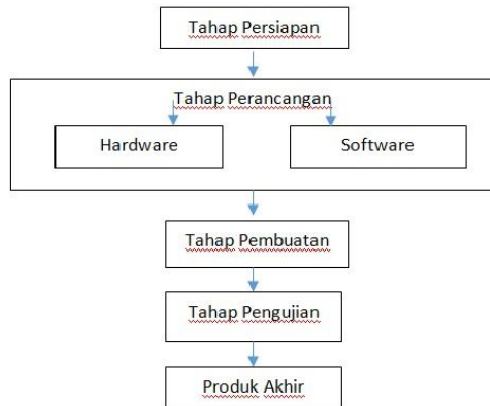 Tahap Persiapan
Tahap Perancangan
Hardware
Software
Tahap Pembuatan
Tahap Pengujian
Produk Akhir